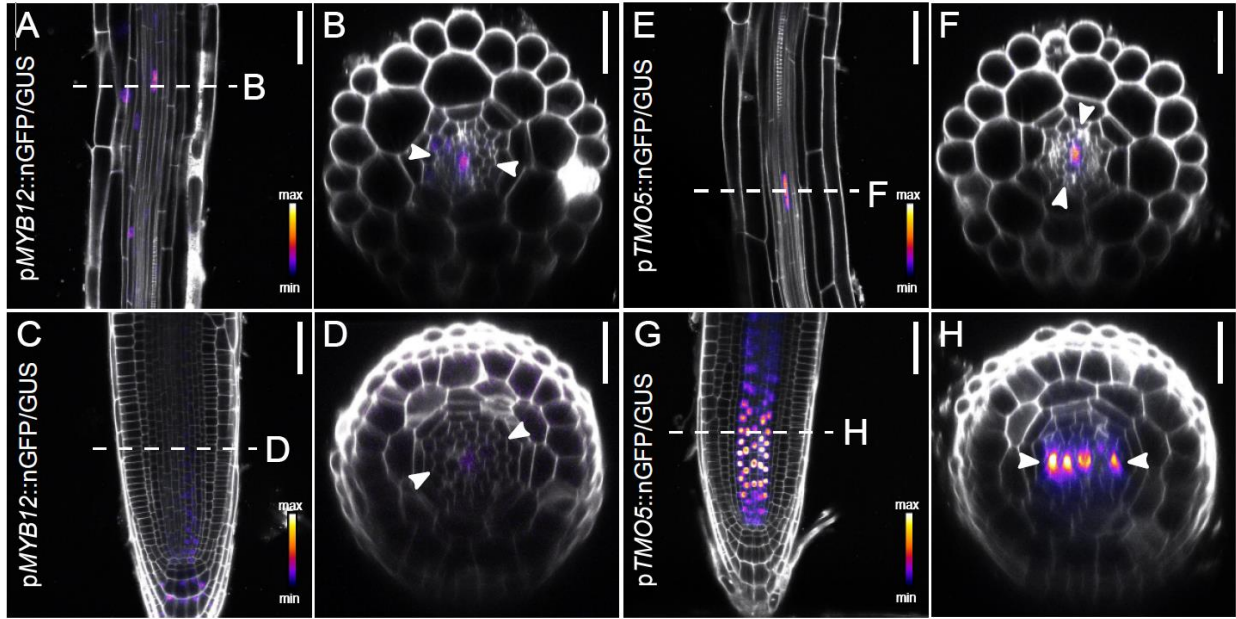 A
pMYB12::nGFP/GUS
B
max
min
B
E
pTMO5::nGFP/GUS
F
max
min
F
C
pMYB12::nGFP/GUS
D
max
min
D
G
pTMO5::nGFP/GUS
H
max
min
H